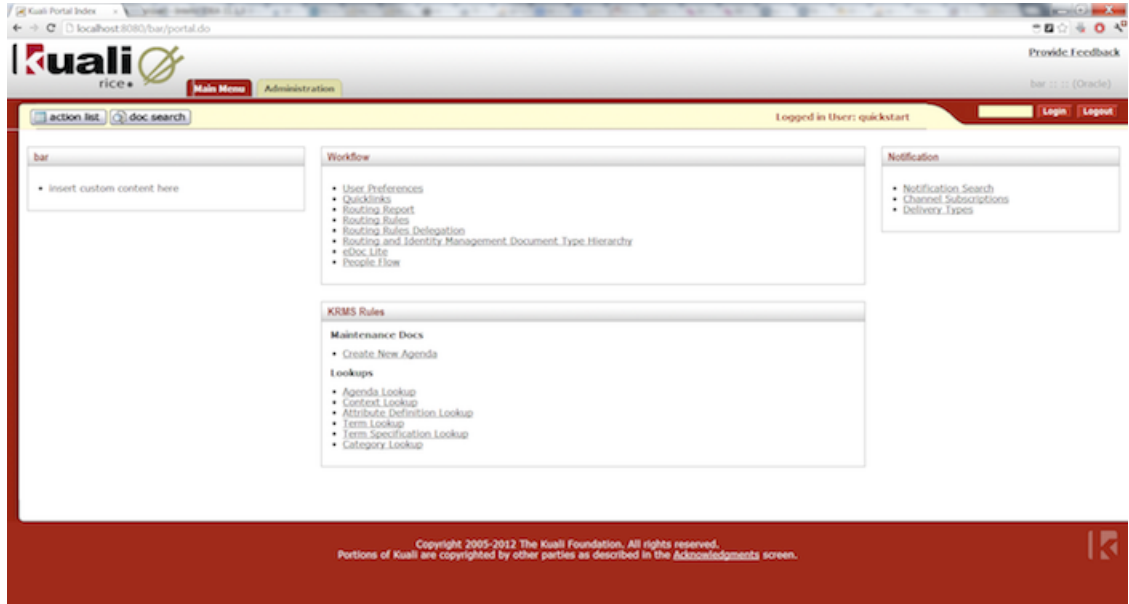 Kuali Portal Index
localhost:8080/bar/portal.do
Kuali
rice
Provide Feedback
Main Menu
Administration
bar :: :: (Oracle)
action list
doc search
Logged in User: quickstart
Login
Logout
bar
• insert custom content here
Workflow
• User Preferences
• Quicklinks
• Routing Report
• Routing Rules
• Routing Rules Delegation
• Routing and Identity Management Document Type Hierarchy
• eDoc Lite
• People Flow
KRMS Rules
Maintenance Docs
• Create New Agenda
Lookups
• Agenda Lookup
• Context Lookup
• Attribute Definition Lookup
• Term Lookup
• Term Specification Lookup
• Category Lookup
Notification
• Notification Search
• Channel Subscriptions
• Delivery Types
Copyright 2005-2012 The Kuali Foundation. All rights reserved.
Portions of Kuali are copyrighted by other parties as described in the Acknowledgments screen.